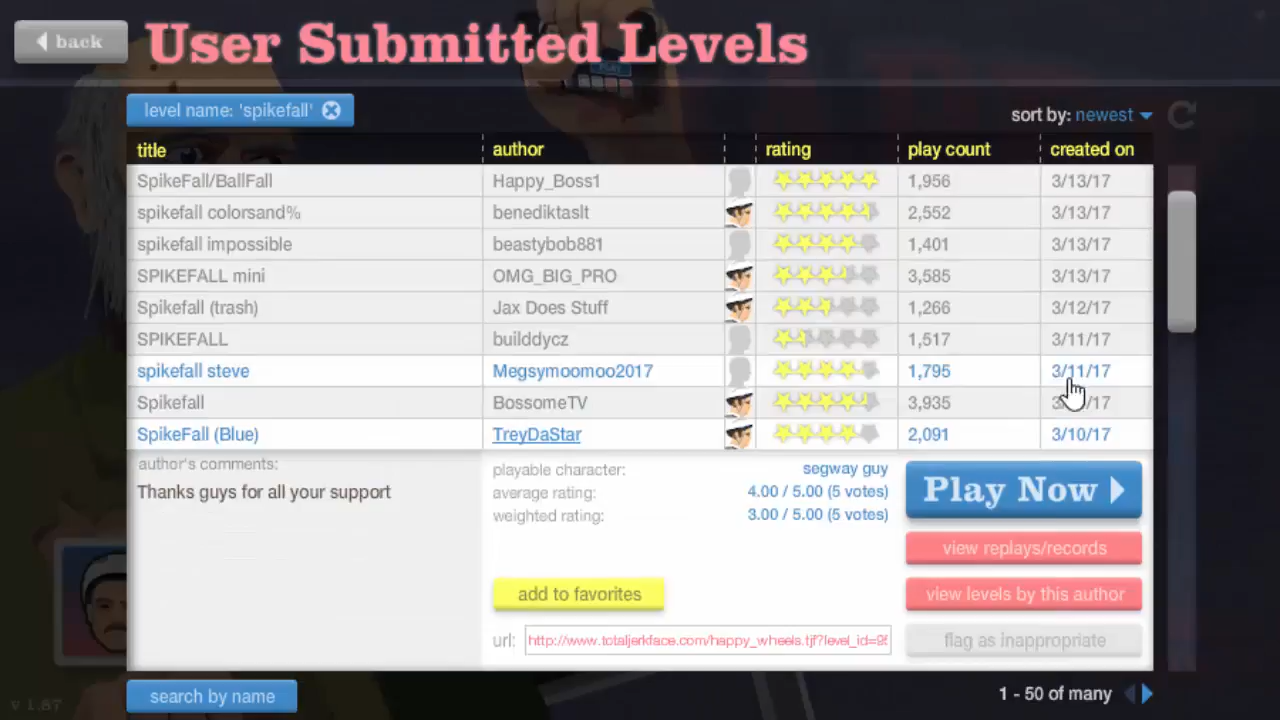 back
User Submitted Levels
level name: 'spikefall'
sort by: newest
title author rating play count created on
SpikeFall/BallFall Happy_Boss1 1,956 3/13/17
spikefall colorsand% benediktaslt 2,552 3/13/17
spikefall impossible beastybob881 1,401 3/13/17
SPIKEFALL mini OMG_BIG_PRO 3,585 3/13/17
Spikefall (trash) Jax Does Stuff 1,266 3/12/17
SPIKEFALL builddycz 1,517 3/11/17
spikefall steve Megsymoomoo2017 1,795 3/11/17
Spikefall BossomeTV 3,935
SpikeFall (Blue) TreyDaStar 2,091 3/10/17
author's comments:
Thanks guys for all your support
playable character: segway guy
average rating: 4.00 / 5.00 (5 votes)
weighted rating: 3.00 / 5.00 (5 votes)
add to favorites
url: http://www.totaljerkface.com/happy_wheels.tjf?level_id=9
Play Now
view replays/records
view levels by this author
flag as inappropriate
search by name
1 - 50 of many
v 1.87